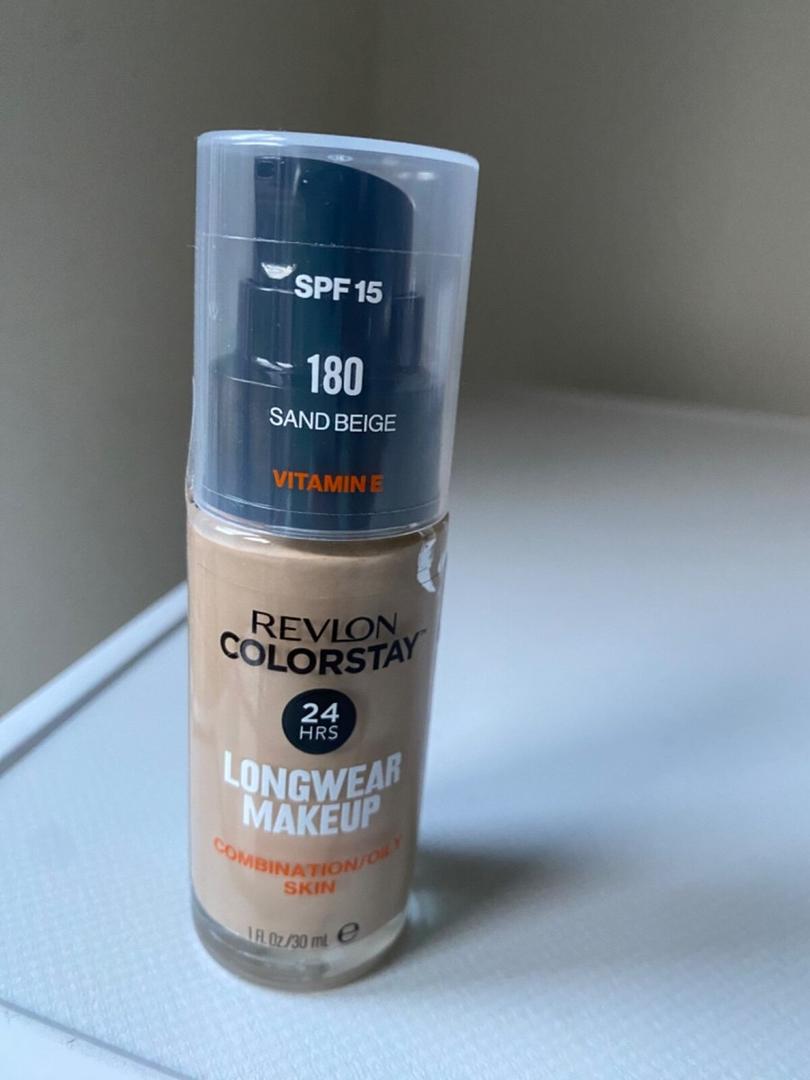 SPF 15
180
SAND BEIGE
VITAMIN E
REVLON
COLORSTAY™
24
HRS
LONGWEAR
MAKEUP
COMBINATION/OILY
SKIN
1 Fl. Oz/30 mL ℮